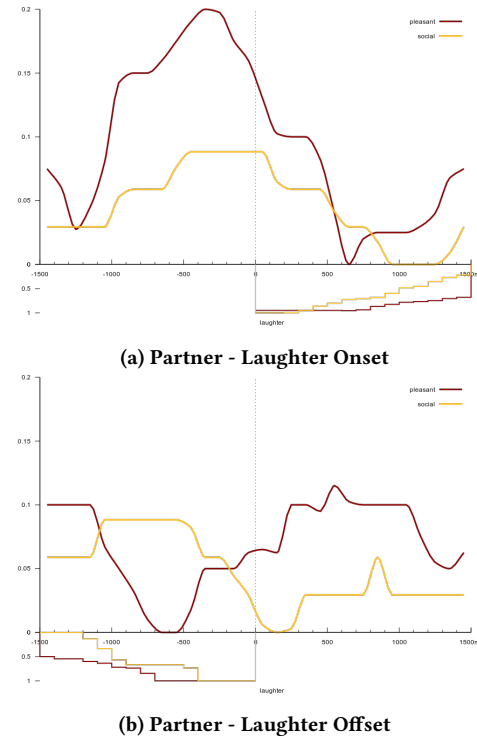 0.2
pleasant
social
0.15
0.1
0.05
0
-1500 -1000 -500 0 500 1000 1500m
0.5
1
laughter
(a) Partner - Laughter Onset
0.2
pleasant
social
0.15
0.1
0.05
0
-1500 -1000 -500 0 500 1000 1500m
0.5
1
laughter
(b) Partner - Laughter Offset